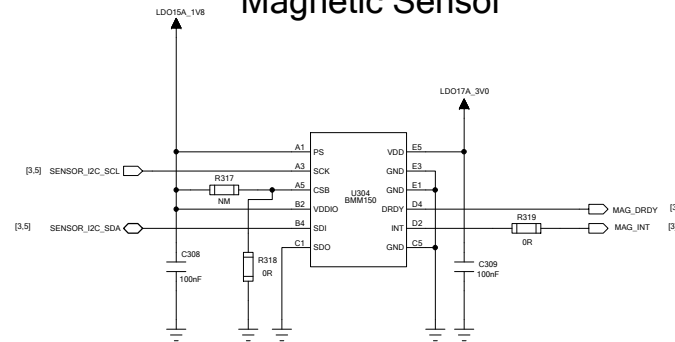 Magnetic Sensor
LDO15A_1V8
LDO17A_3V0
A1 PS VDD E5
[3,5] SENSOR_I2C_SCL A3 SCK GND E3
R317
A5 CSB U304 GND E1
NM BMM150
B2 VDDIO DRDY D4 MAG_DRDY [3
[3,5] SENSOR_I2C_SDA B4 SDI INT D2 R319 MAG_INT [3
0R
C1 SDO GND C5
C308 R318 C309
100nF 0R 100nF